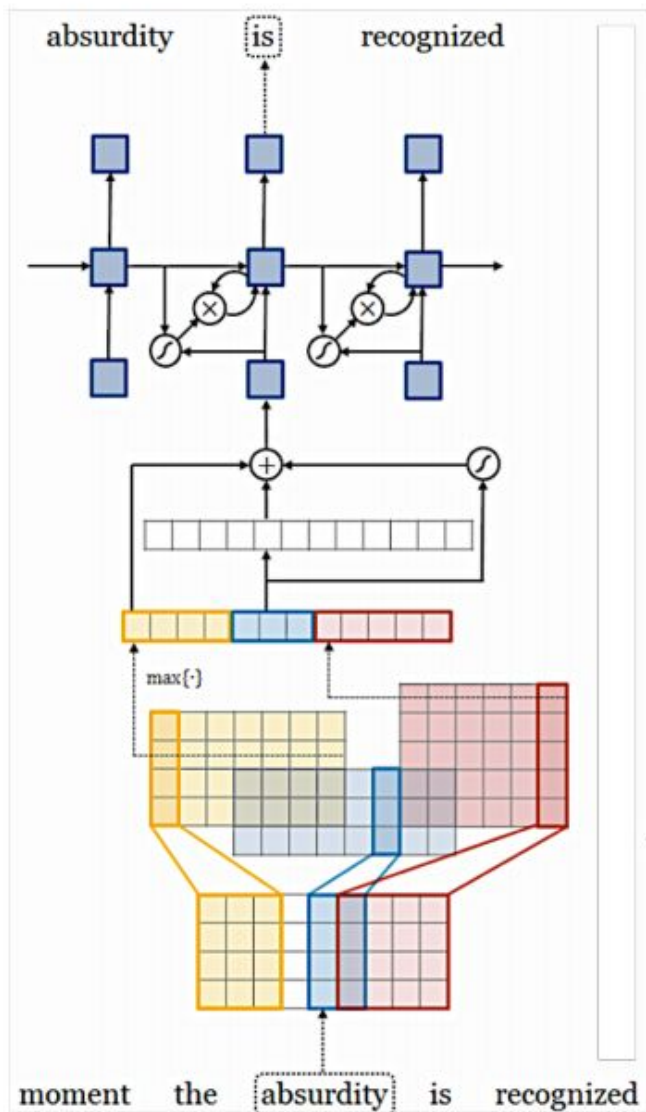 absurdity is recognized
max{·}
moment the absurdity is recognized